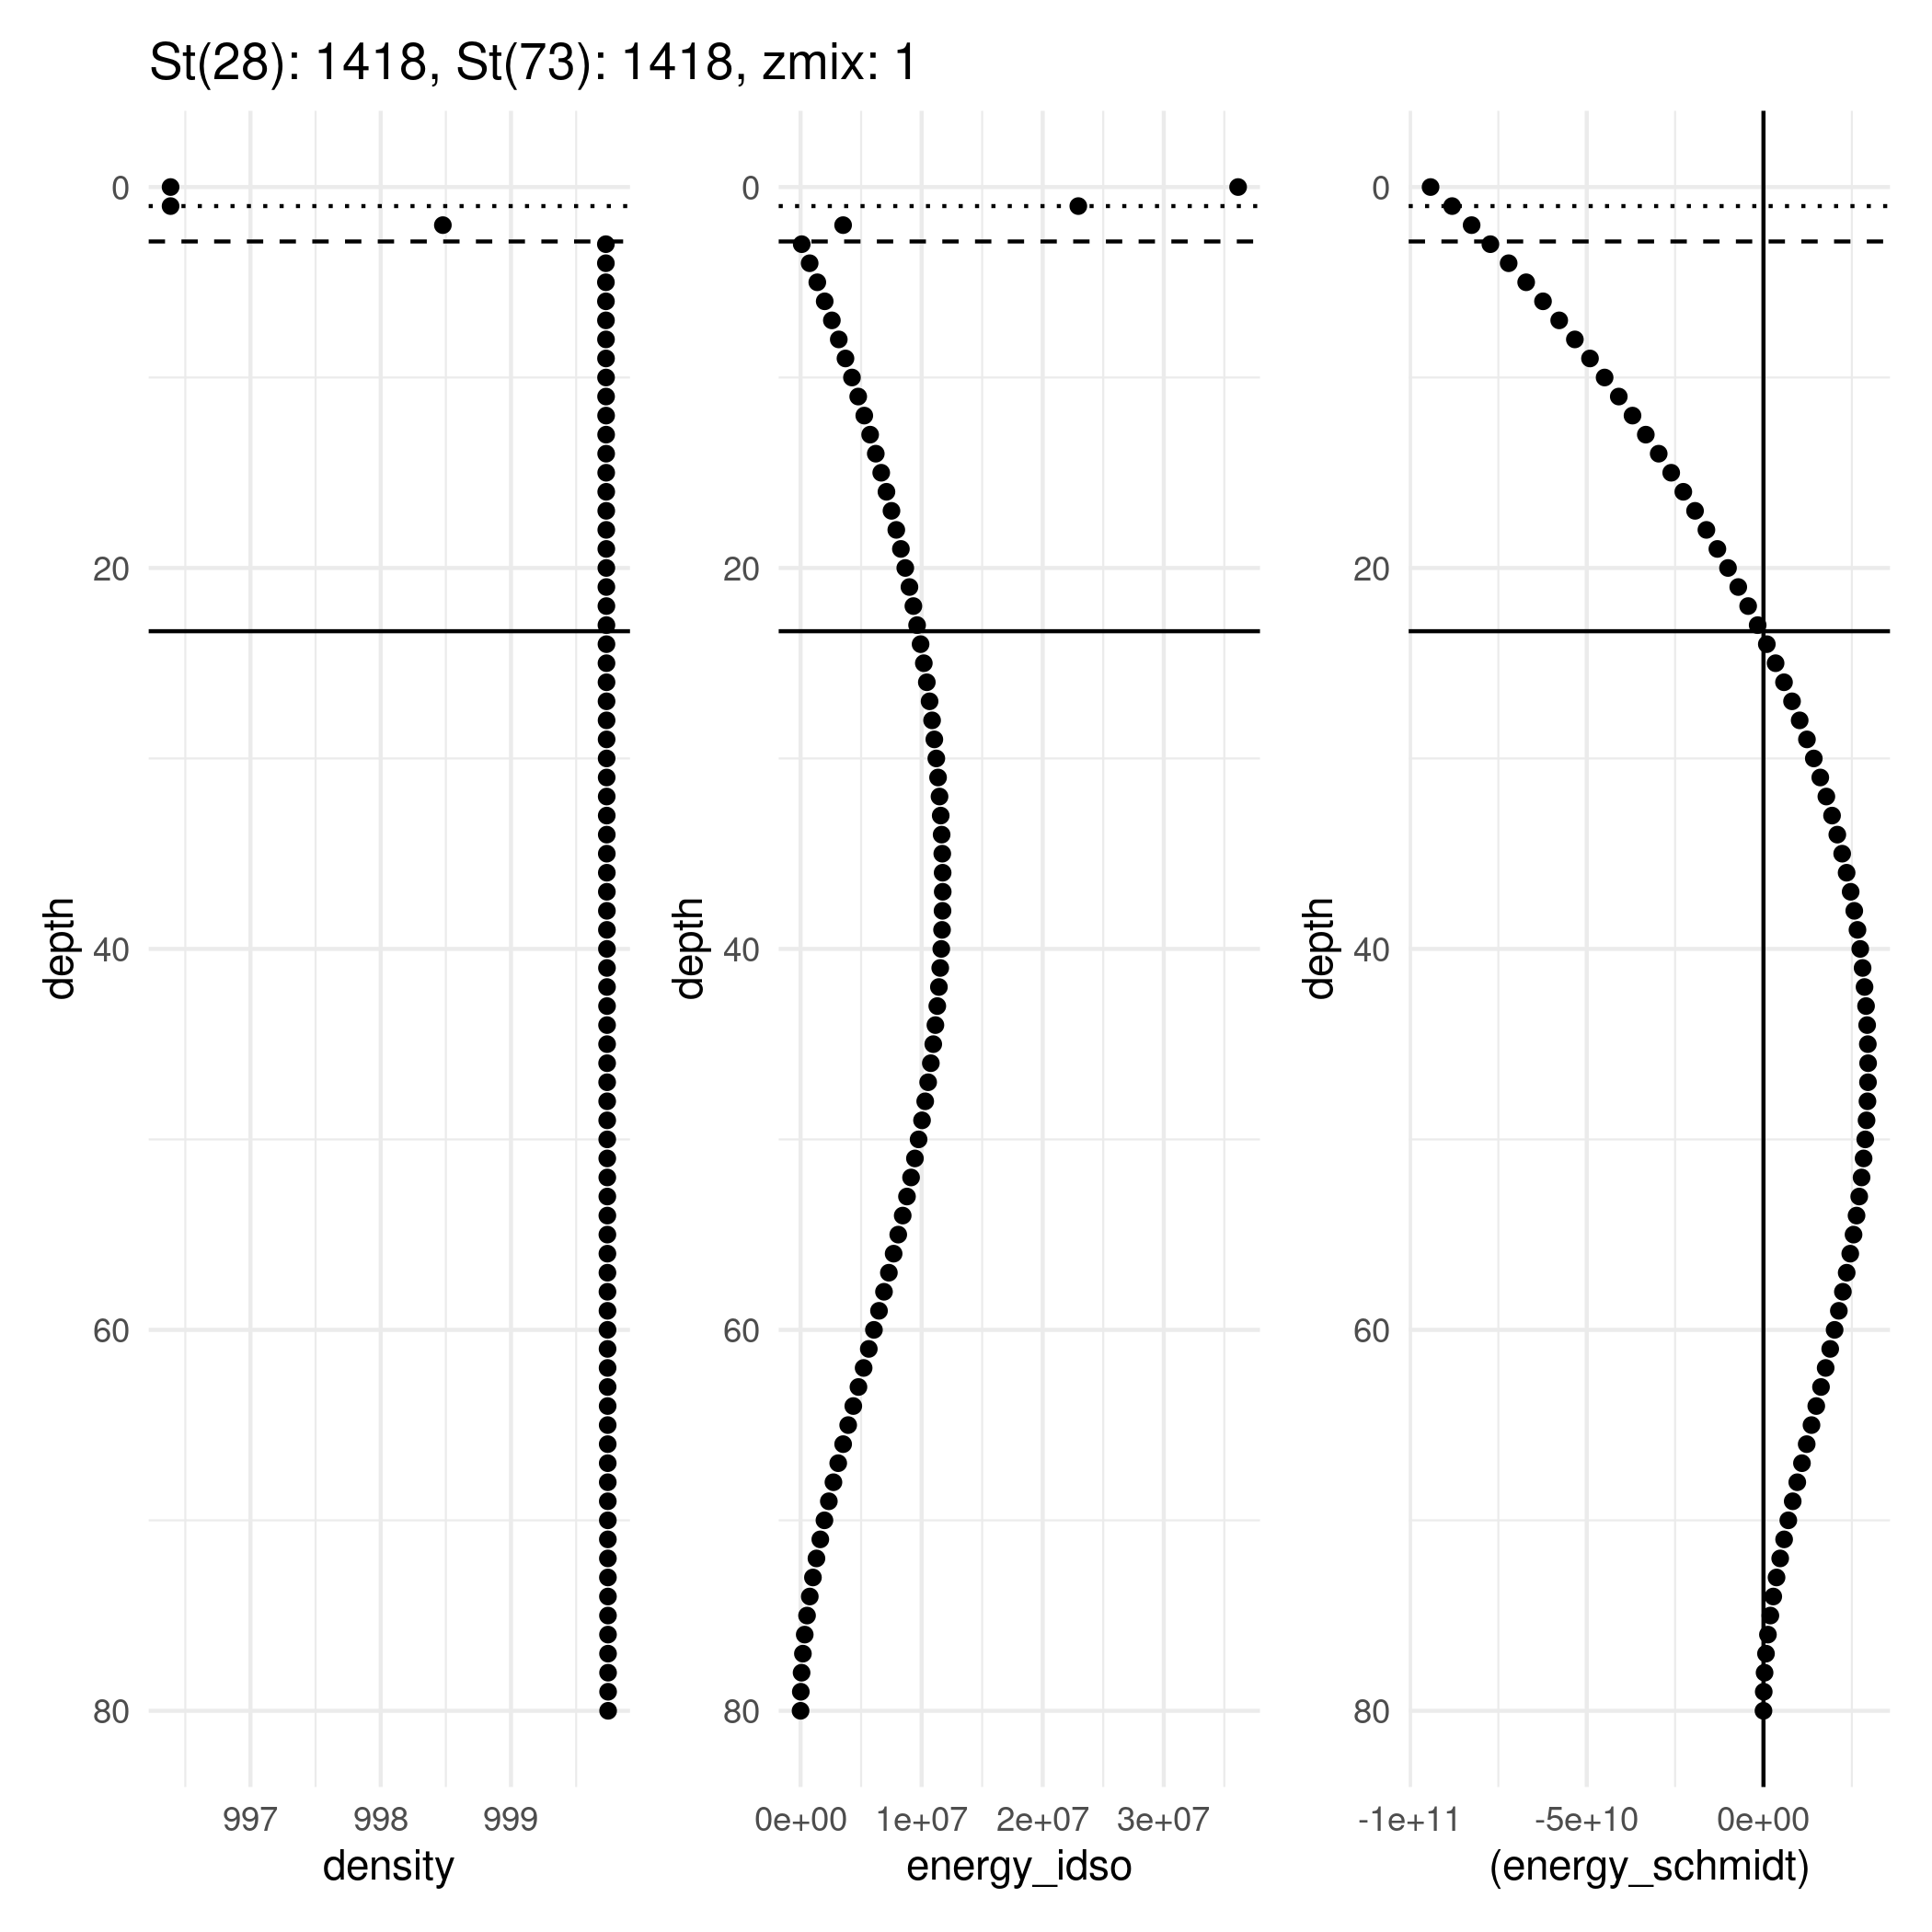 St(28): 1418, St(73): 1418, zmix: 1
depth
0
20
40
60
80
997 998 999
density
depth
0
20
40
60
80
0e+00 1e+07 2e+07 3e+07
energy_idso
depth
0
20
40
60
80
-1e+11 -5e+10 0e+00
(energy_schmidt)